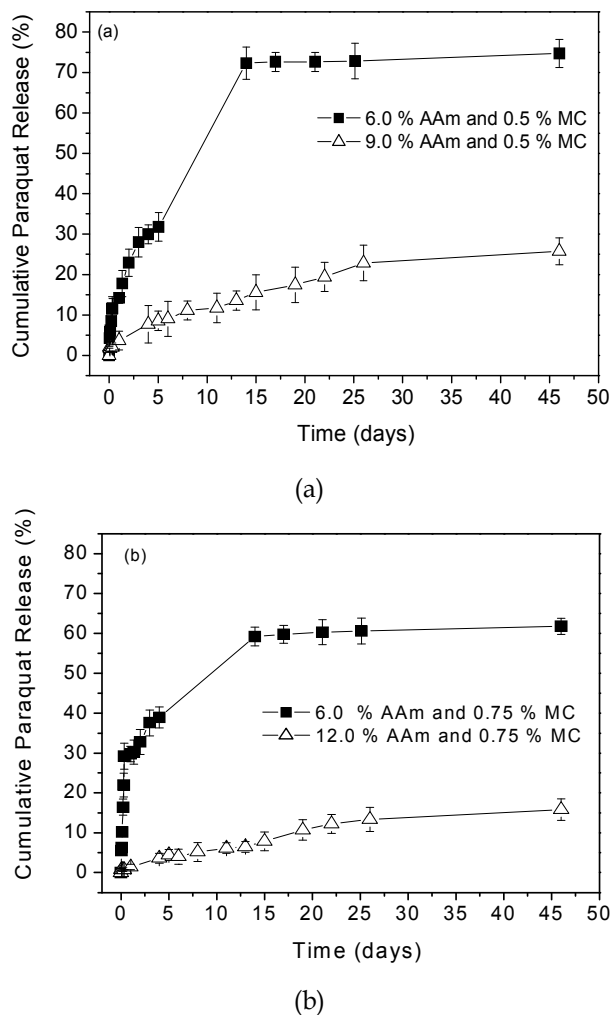 (a)
80
70
60
50
40
30
20
10
0
Cumulative Paraquat Release (%)
6.0 % AAm and 0.5 % MC
9.0 % AAm and 0.5 % MC
0 5 10 15 20 25 30 35 40 45 50
Time (days)
(a)
(b)
80
70
60
50
40
30
20
10
0
Cumulative Paraquat Release (%)
6.0 % AAm and 0.75 % MC
12.0 % AAm and 0.75 % MC
0 5 10 15 20 25 30 35 40 45 50
Time (days)
(b)